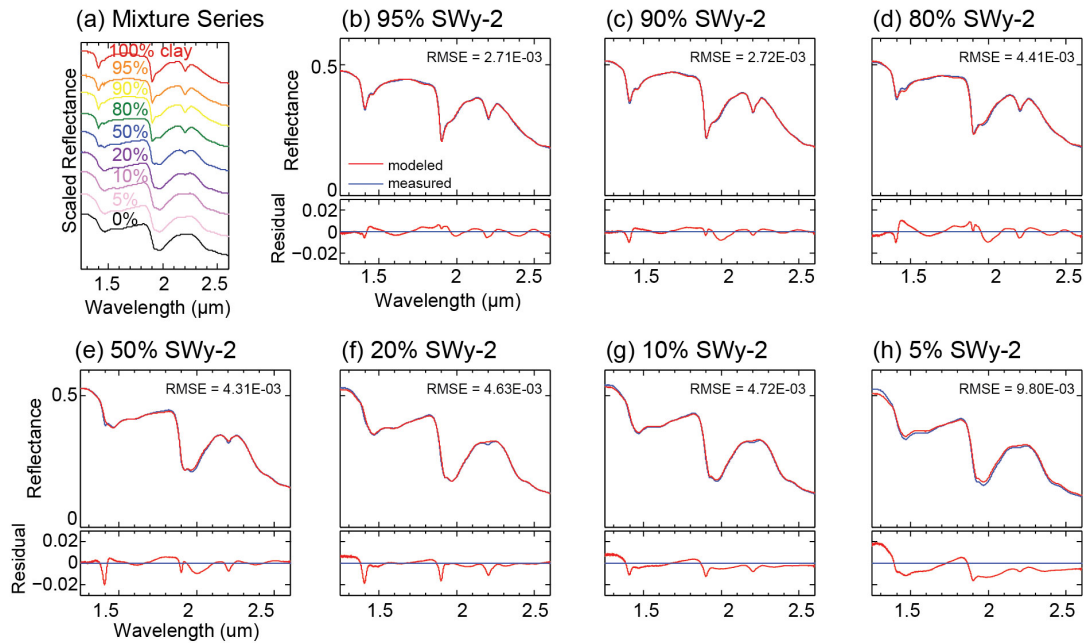 (a) Mixture Series
(b) 95% SWy-2
(c) 90% SWy-2
(d) 80% SWy-2
100% clay
95%
90%
80%
50%
20%
10%
5%
0%
Scaled Reflectance
1.5 2 2.5
Wavelength (μm)
RMSE = 2.71E-03
0.5
Reflectance
modeled
measured
0
0.02
0
−0.02
Residual
1.5 2 2.5
Wavelength (μm)
RMSE = 2.72E-03
1.5 2 2.5
RMSE = 4.41E-03
1.5 2 2.5
(e) 50% SWy-2
(f) 20% SWy-2
(g) 10% SWy-2
(h) 5% SWy-2
RMSE = 4.31E-03
0.5
Reflectance
0
0.02
0
−0.02
Residual
1.5 2 2.5
Wavelength (um)
RMSE = 4.63E-03
1.5 2 2.5
RMSE = 4.72E-03
1.5 2 2.5
RMSE = 9.80E-03
1.5 2 2.5